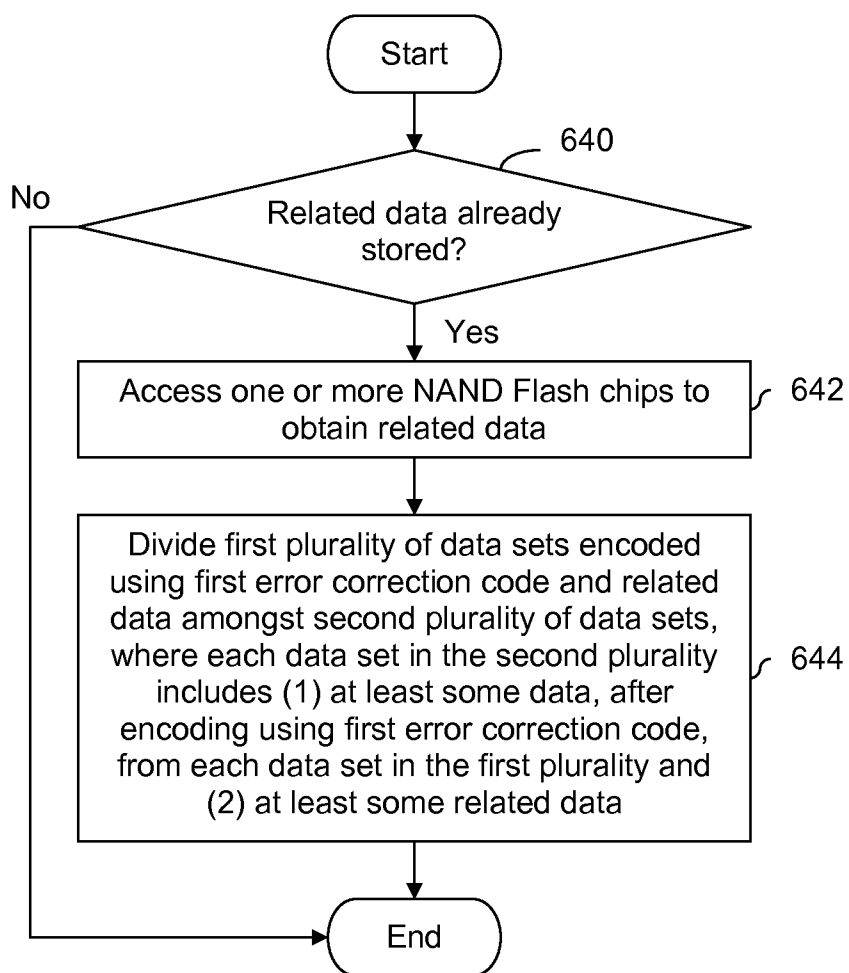 Start
640
No
Related data already
stored?
Yes
Access one or more NAND Flash chips to
obtain related data
642
Divide first plurality of data sets encoded
using first error correction code and related
data amongst second plurality of data sets,
where each data set in the second plurality
includes (1) at least some data, after
encoding using first error correction code,
from each data set in the first plurality and
(2) at least some related data
644
End